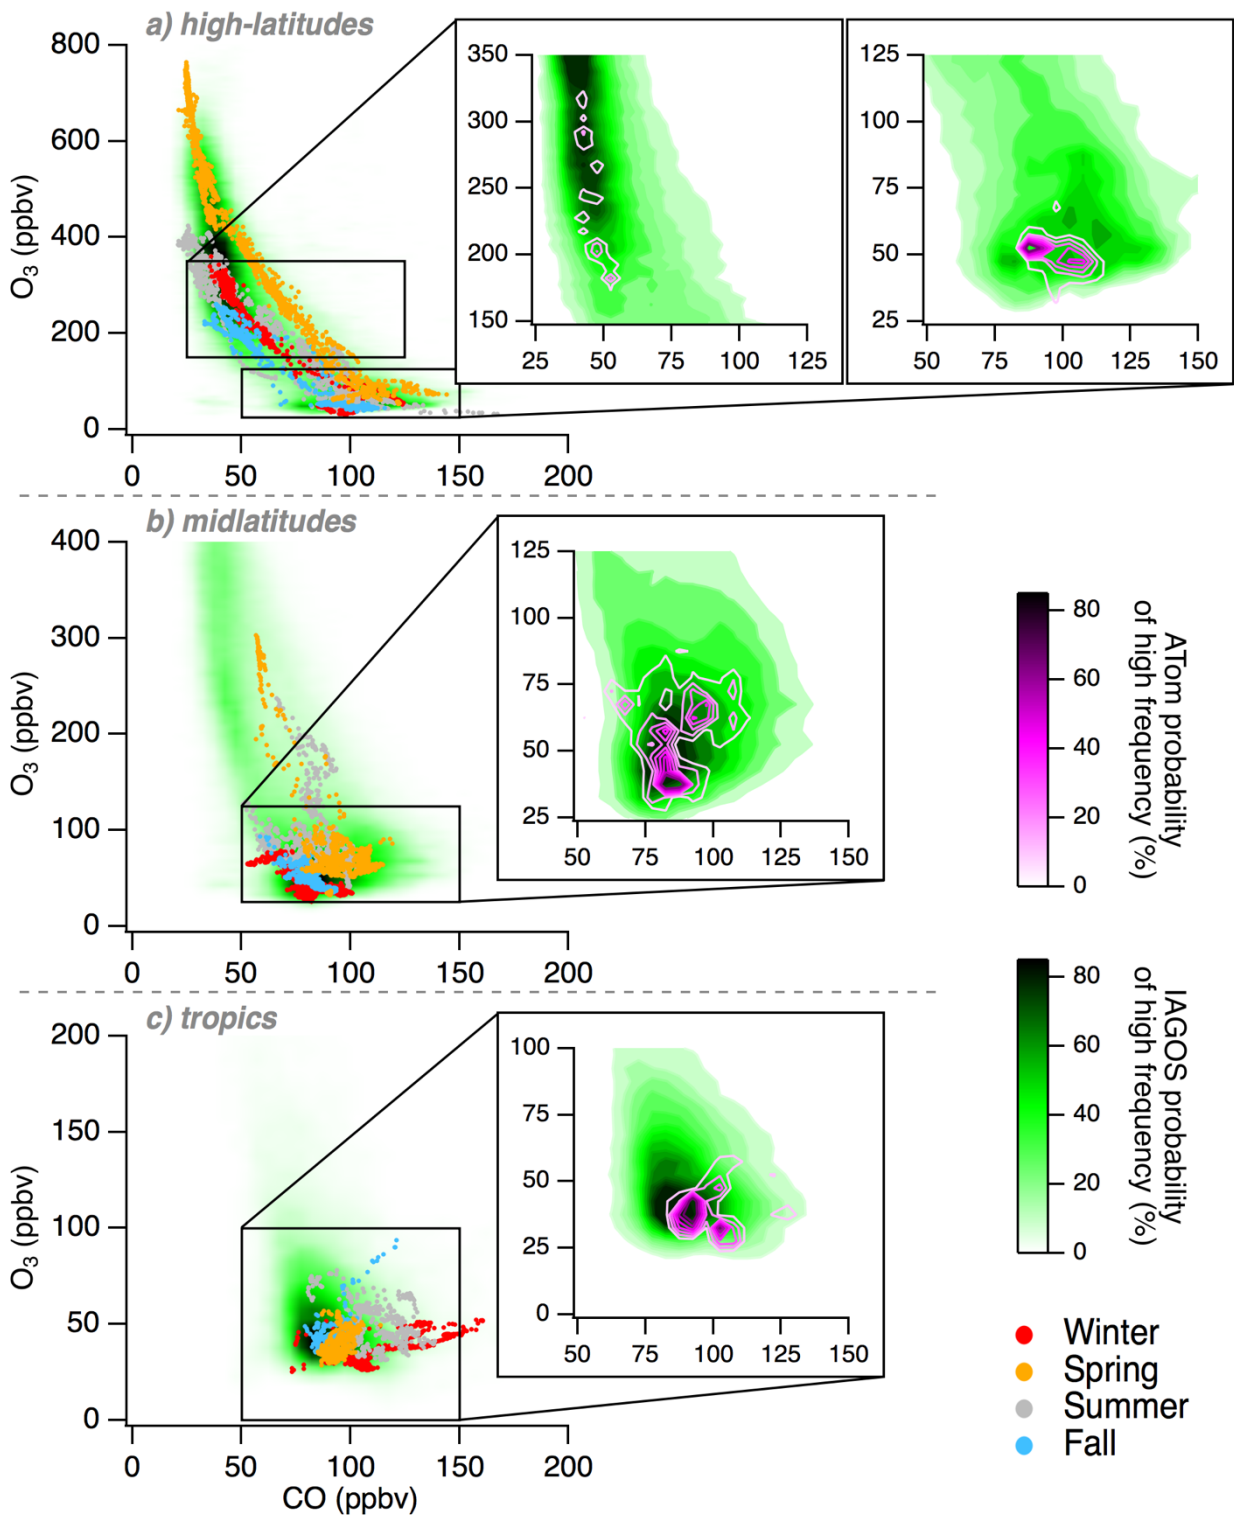 a) high-latitudes
800
600
400
200
0
O3 (ppbv)
0 50 100 150 200
350
300
250
200
150
25 50 75 100 125
125
100
75
50
25
50 75 100 125 150
b) midlatitudes
400
300
200
100
0
O3 (ppbv)
0 50 100 150 200
125
100
75
50
25
50 75 100 125 150
80
60
40
20
0
ATom probability
of high frequency (%)
80
60
40
20
0
IAGOS probability
of high frequency (%)
c) tropics
200
150
100
50
0
O3 (ppbv)
0 50 100 150 200
CO (ppbv)
100
75
50
25
0
50 75 100 125 150
Winter
Spring
Summer
Fall